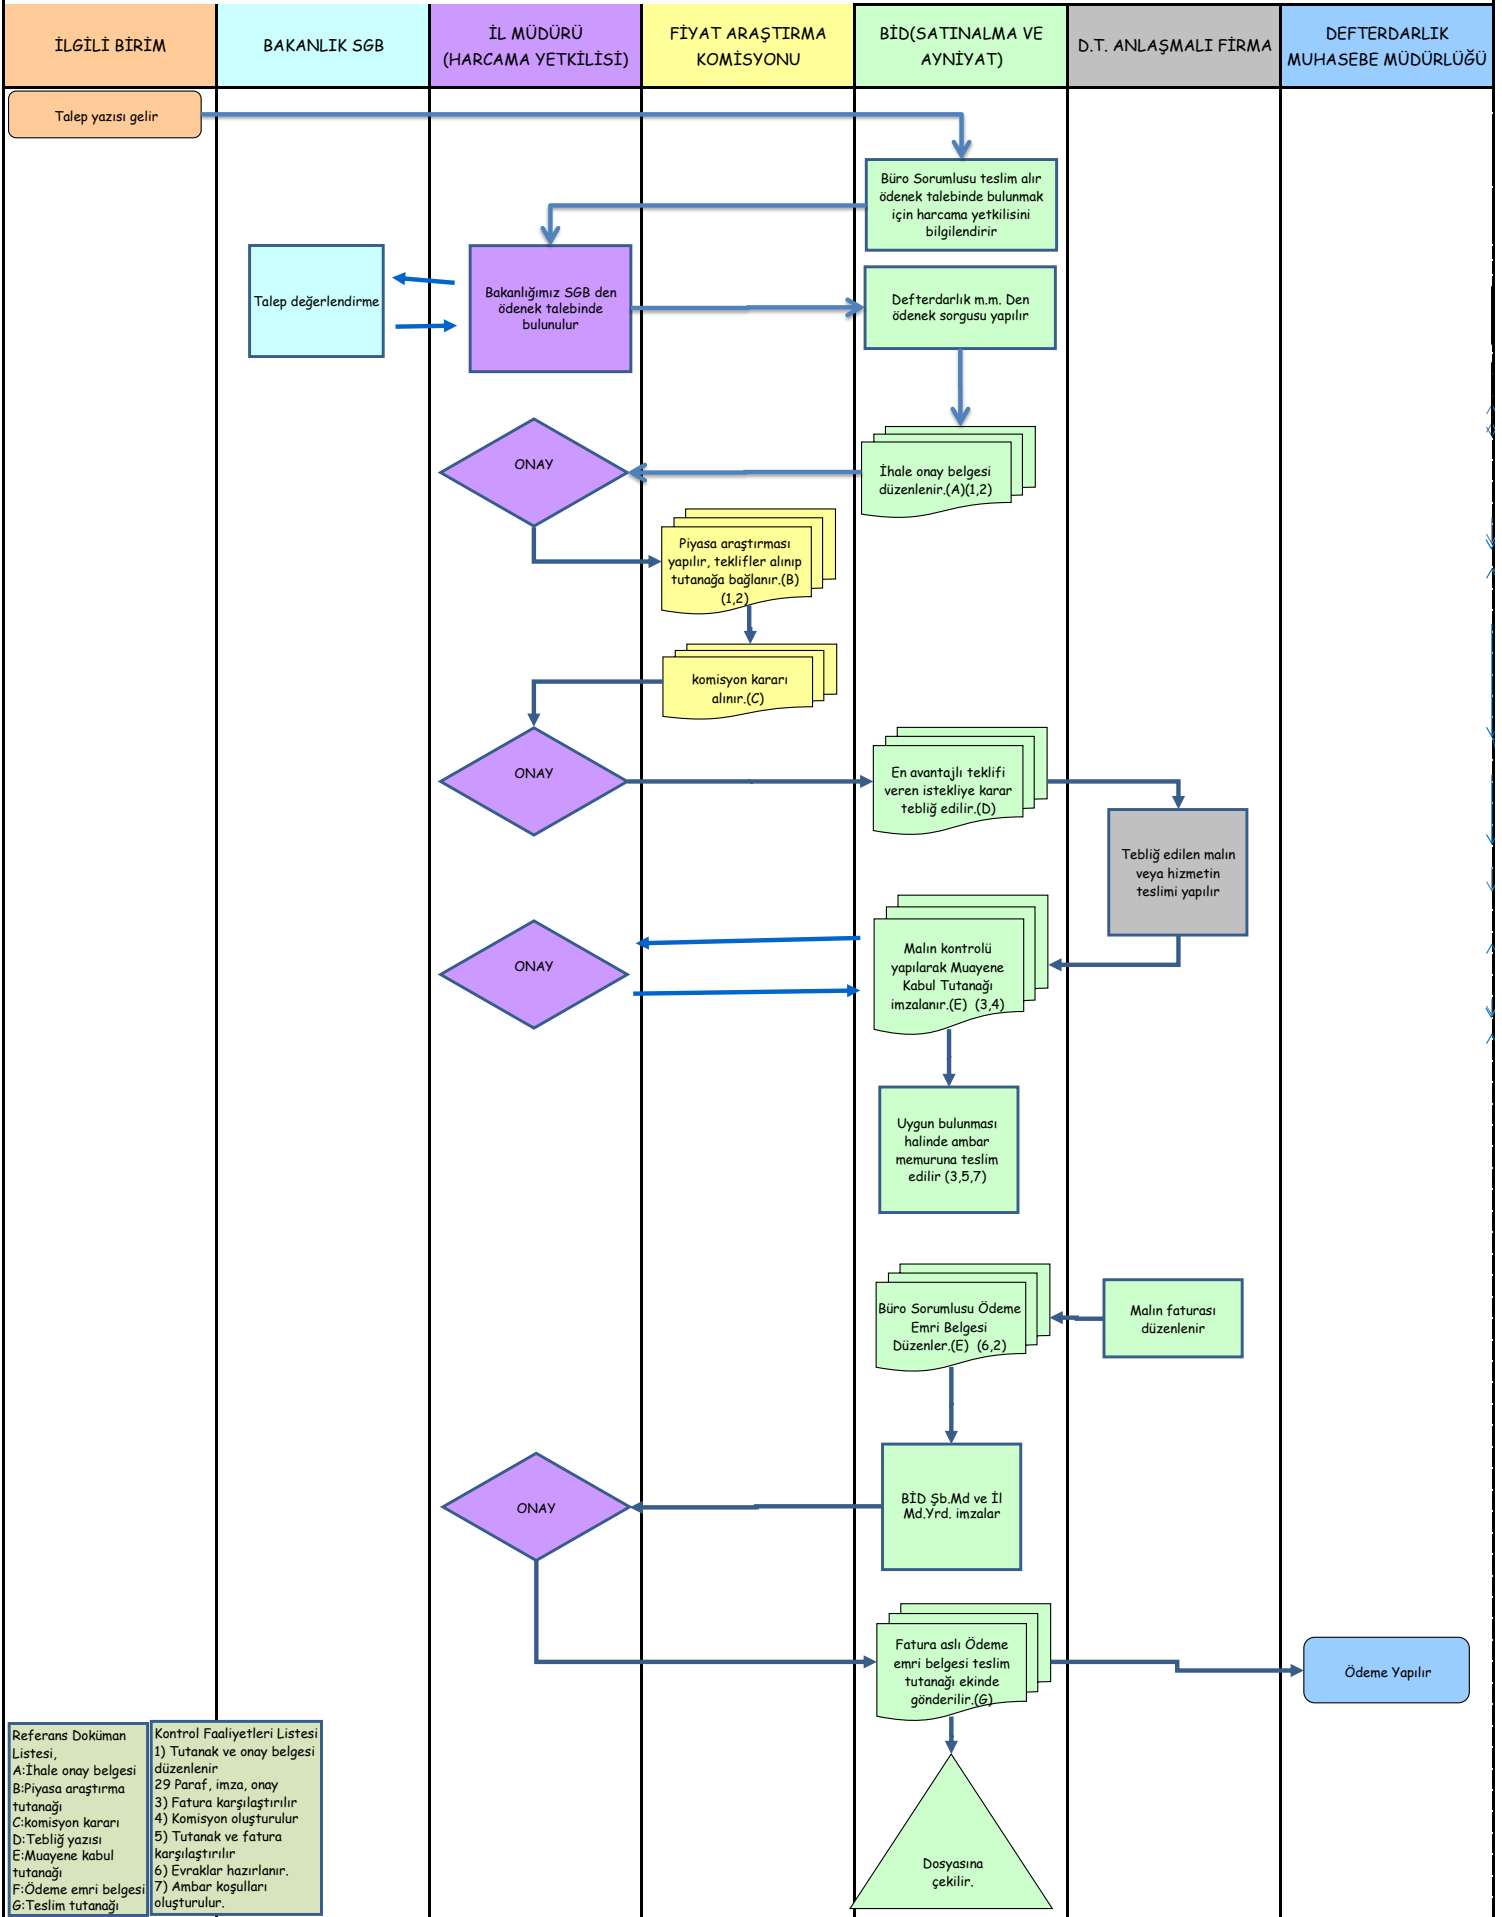 İLGİLİ BİRİM
BAKANLIK SGB
İL MÜDÜRÜ
(HARCAMA YETKİLİSİ)
FİYAT ARAŞTIRMA
KOMİSYONU
BİD(SATINALMA VE
AYNİYAT)
D.T. ANLAŞMALI FİRMA
DEFTERDARLIK
MUHASEBE MÜDÜRLÜĞÜ
Talep yazısı gelir
Büro Sorumlusu teslim alır
ödenek talebinde bulunmak
için harcama yetkilisini
bilgilendirir
Talep değerlendirme
Bakanlığımız SGB den
ödenek talebinde
bulunulur
Defterdarlık m.m. Den
ödenek sorgusu yapılır
ONAY
İhale onay belgesi
düzenlenir.(A)(1,2)
Piyasa araştırması
yapılır, teklifler alınıp
tutanağa bağlanır.(B)
(1,2)
komisyon kararı
alınır.(C)
ONAY
En avantajlı teklifi
veren istekliye karar
tebliğ edilir.(D)
Tebliğ edilen malın
veya hizmetin
teslimi yapılır
ONAY
Malın kontrolü
yapılarak Muayene
Kabul Tutanağı
imzalanır.(E)  (3,4)
Uygun bulunması
halinde ambar
memuruna teslim
edilir (3,5,7)
Büro Sorumlusu Ödeme
Emri Belgesi
Düzenler.(E)  (6,2)
Malın faturası
düzenlenir
ONAY
BİD Şb.Md ve İl
Md.Yrd. imzalar
Fatura aslı Ödeme
emri belgesi teslim
tutanağı ekinde
gönderilir.(G)
Ödeme Yapılır
Dosyasına
çekilir.
Referans Doküman
Listesi,
A:İhale onay belgesi
B:Piyasa araştırma
tutanağı
C:komisyon kararı
D:Tebliğ yazısı
E:Muayene kabul
tutanağı
F:Ödeme emri belgesi
G:Teslim tutanağı
Kontrol Faaliyetleri Listesi
1) Tutanak ve onay belgesi
düzenlenir
29 Paraf, imza, onay
3) Fatura karşılaştırılır
4) Komisyon oluşturulur
5) Tutanak ve fatura
karşılaştırılır
6) Evraklar hazırlanır.
7) Ambar koşulları
oluşturulur.